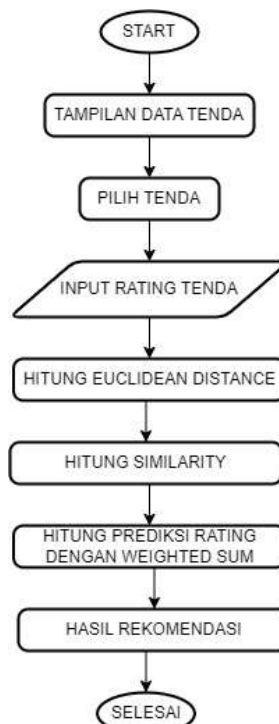 START
TAMPILAN DATA TENDA
PILIH TENDA
INPUT RATING TENDA
HITUNG EUCLIDEAN DISTANCE
HITUNG SIMILARITY
HITUNG PREDIKSI RATING
DENGAN WEIGHTED SUM
HASIL REKOMENDASI
SELESAI